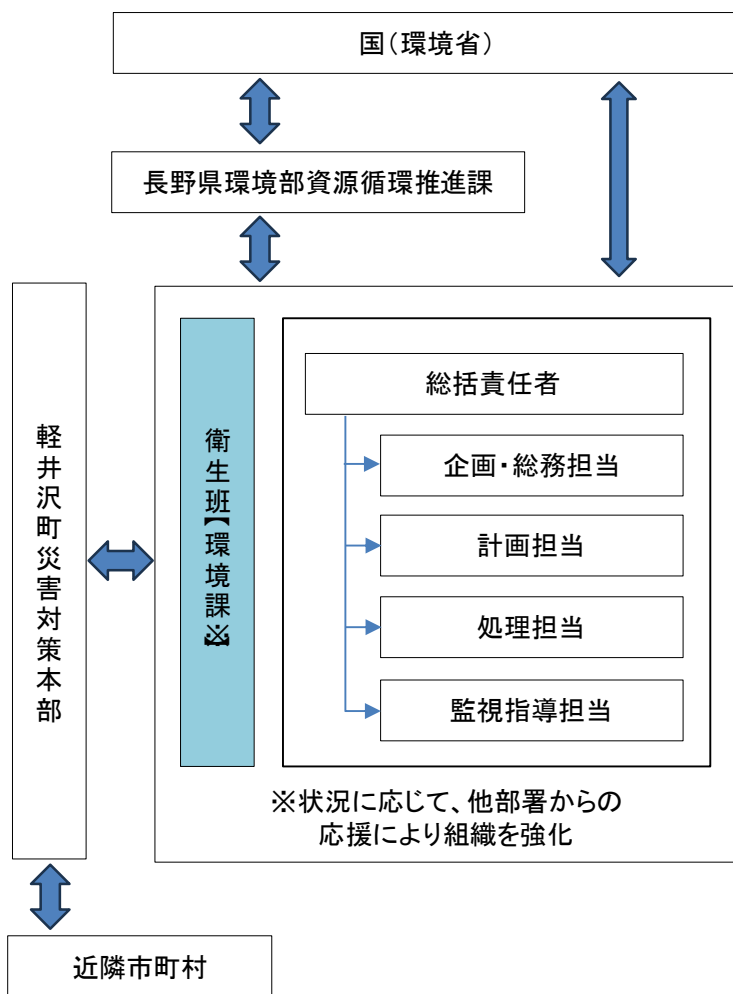 国(環境省)
長野県環境部資源循環推進課
軽井沢町災害対策本部
衛生班【環境課※】
総括責任者
企画・総務担当
計画担当
処理担当
監視指導担当
※状況に応じて、他部署からの
応援により組織を強化
近隣市町村